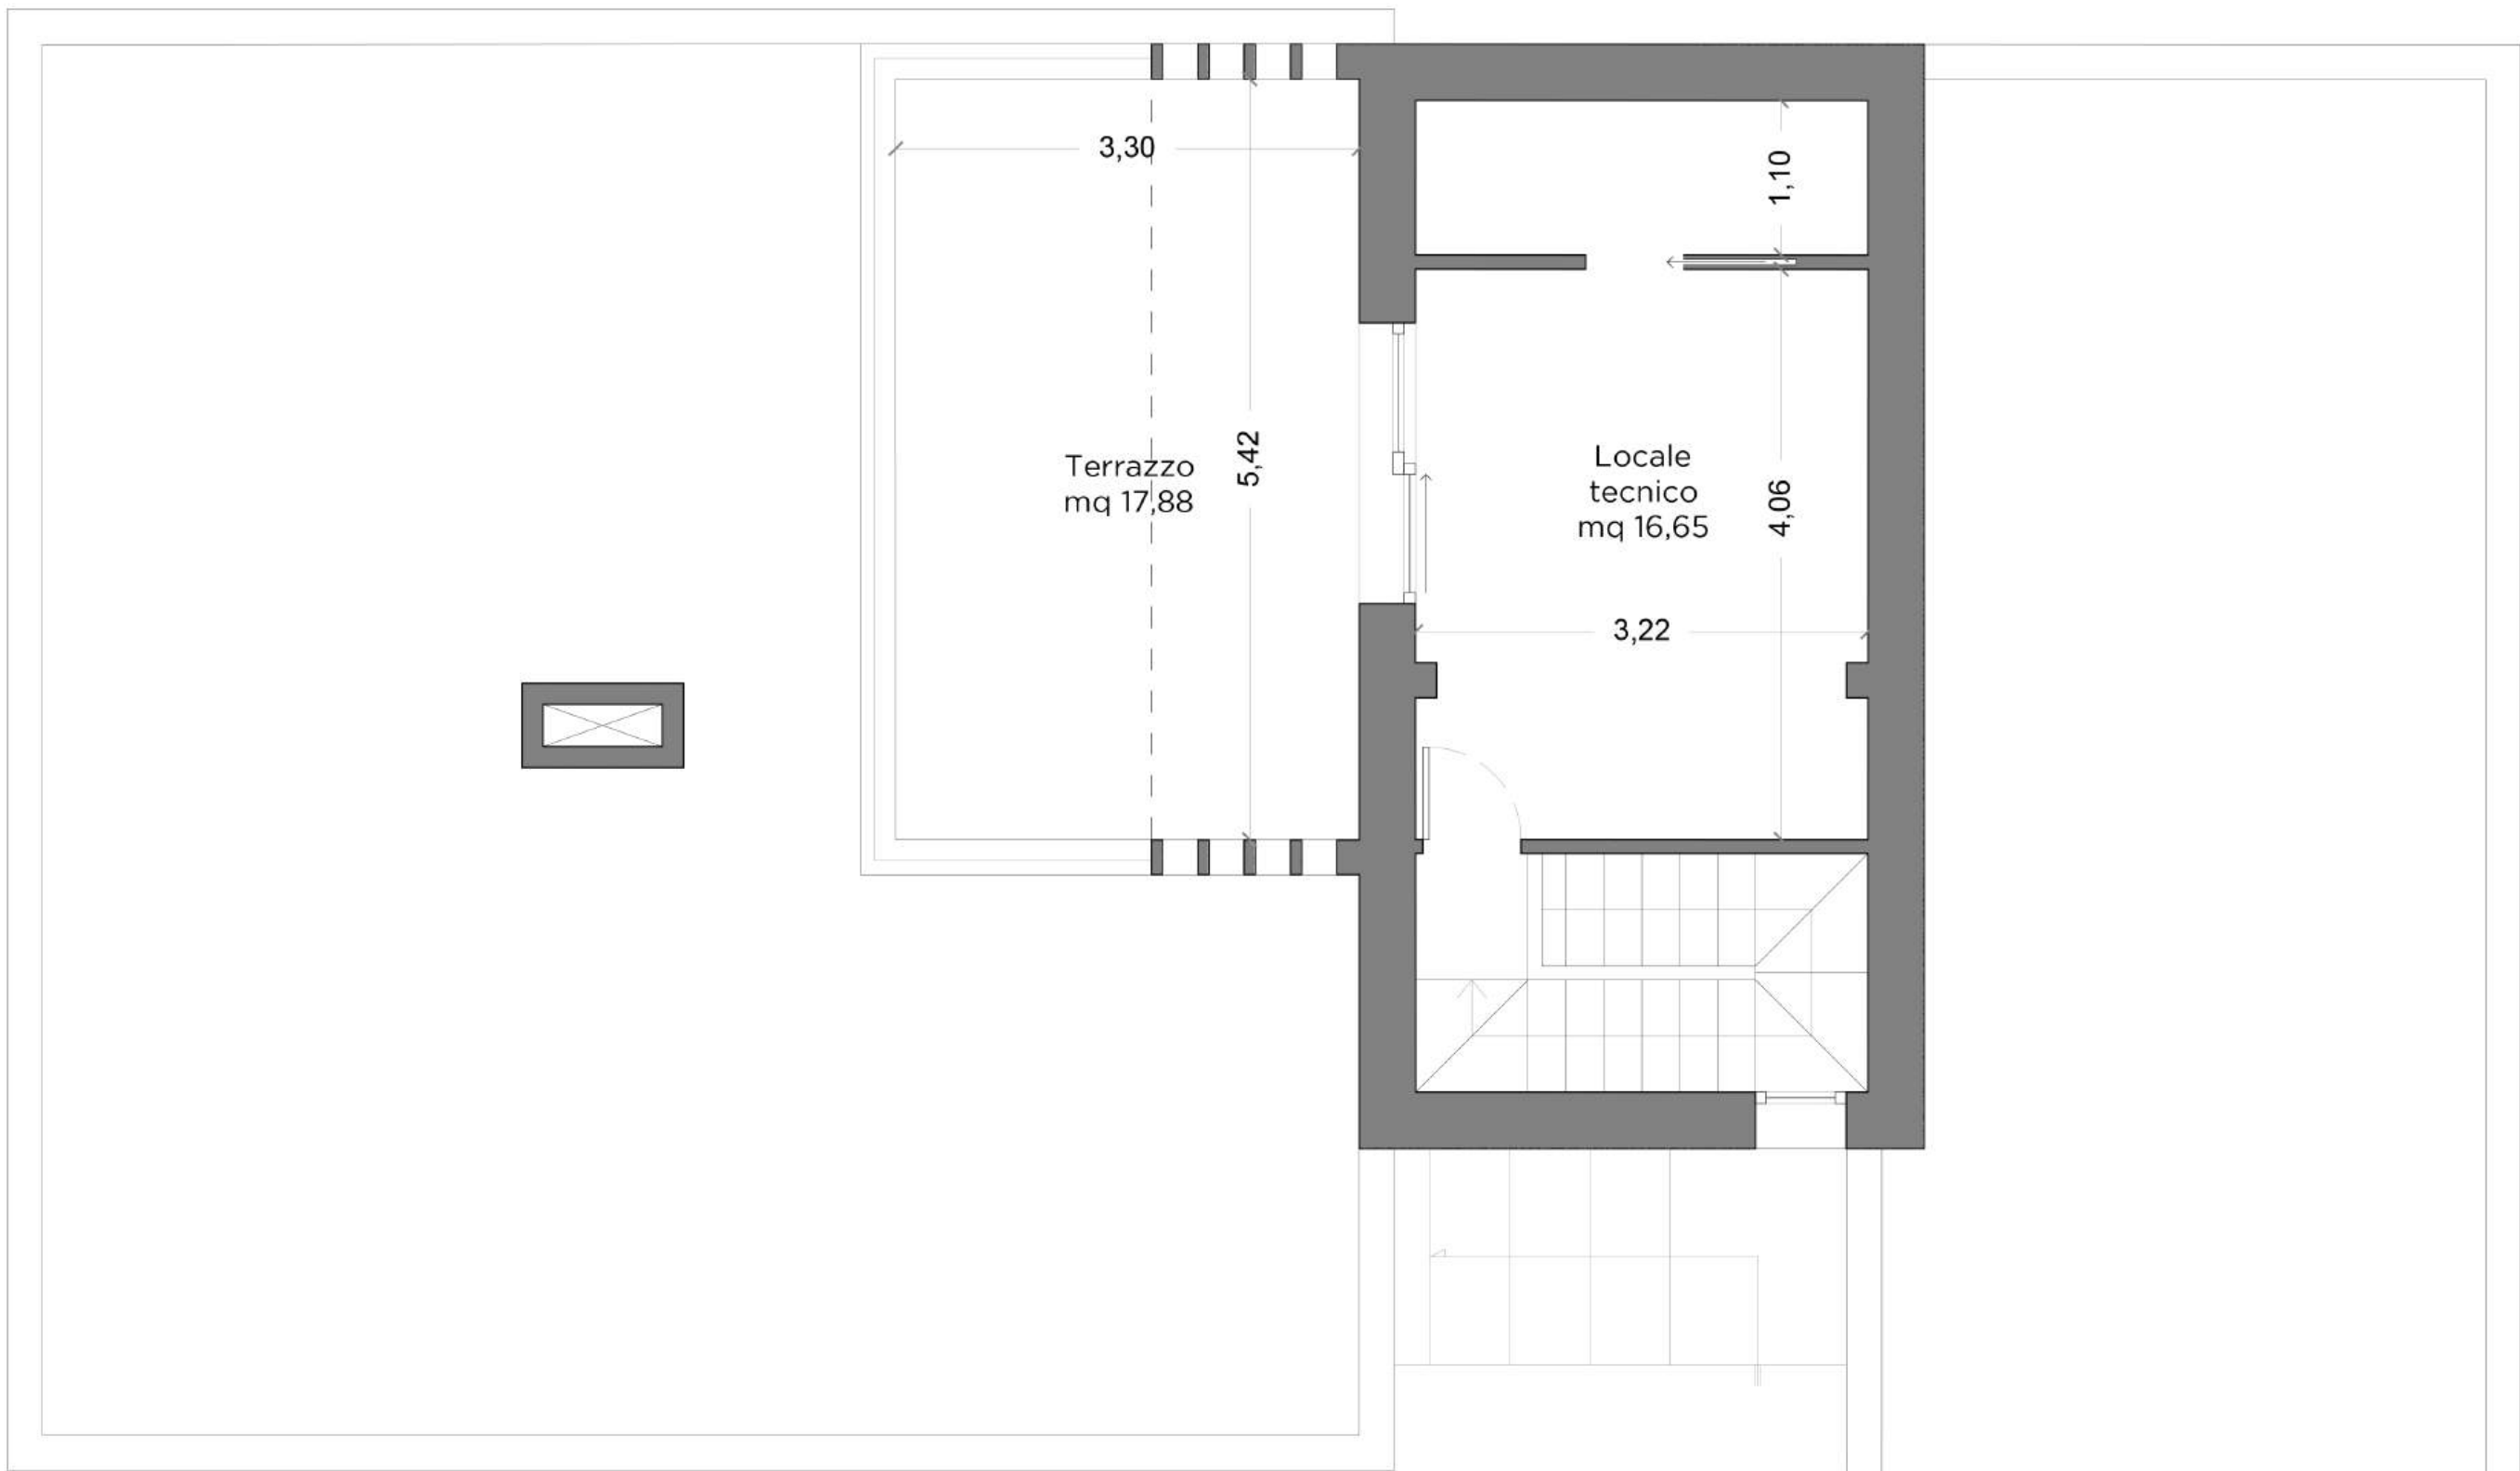 3,30
1,10
Terrazzo
mq 17,88
5,42
Locale
tecnico
mq 16,65
4,06
3,22